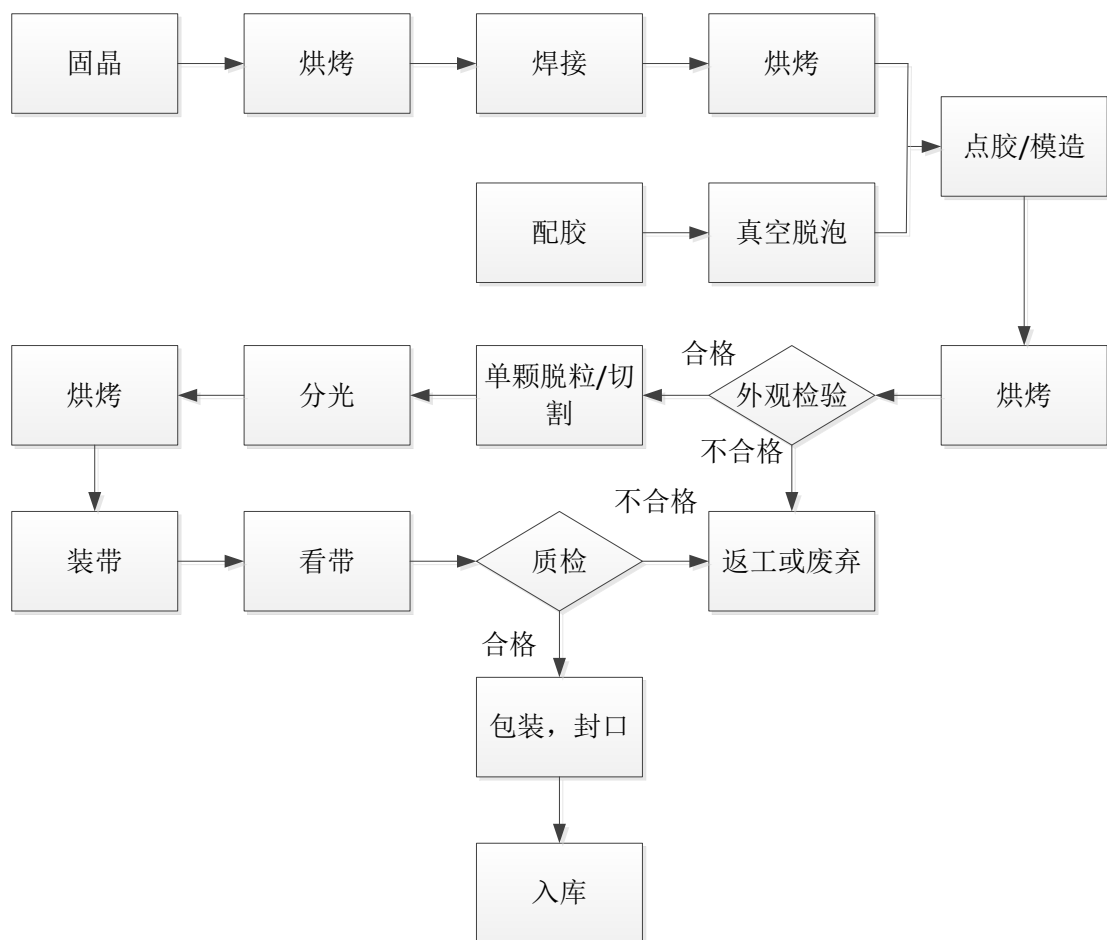 固晶
烘烤
焊接
烘烤
点胶/模造
配胶
真空脱泡
合格
烘烤
分光
单颗脱粒/切
割
外观检验
烘烤
不合格
不合格
装带
看带
质检
返工或废弃
合格
包装，封口
入库